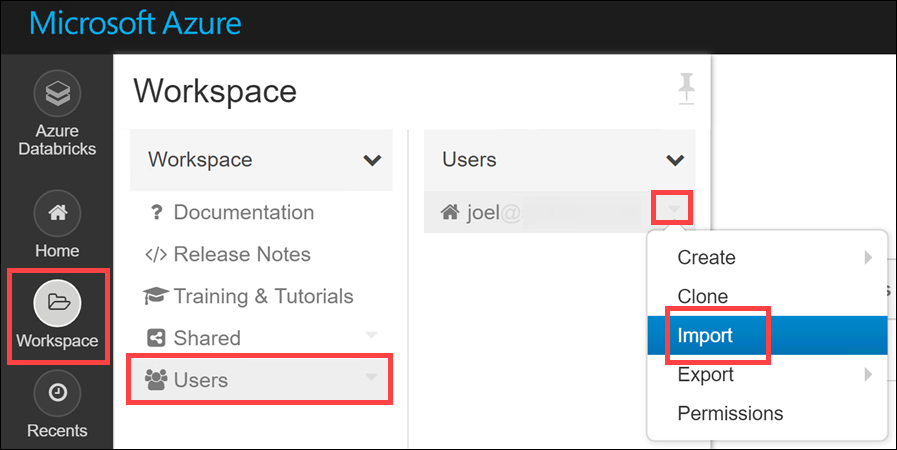 Microsoft Azure
Azure
Databricks
Home
Workspace
Recents
Workspace
Workspace
? Documentation
</> Release Notes
Training & Tutorials
Shared
Users
Users
joel@
Create
Clone
Import
Export
Permissions
s